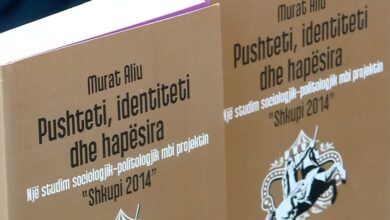 Murat Aliu
Pushteti, identiteti
dhe hapësira
Një studim sociologjik-politologjik mbi projektin
"Shkupi 2014"
Murat Aliu
Pushteti, identiteti
dhe hapësira
Një studim sociologjik-politologjik mbi projektin
"Shkupi 2014"